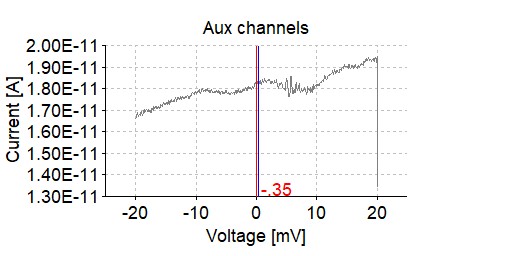 Aux channels
2.00E-11
1.90E-11
1.80E-11
1.70E-11
1.60E-11
1.50E-11
1.40E-11
1.30E-11
Current [A]
-.35
-20 -10 0 10 20
Voltage [mV]